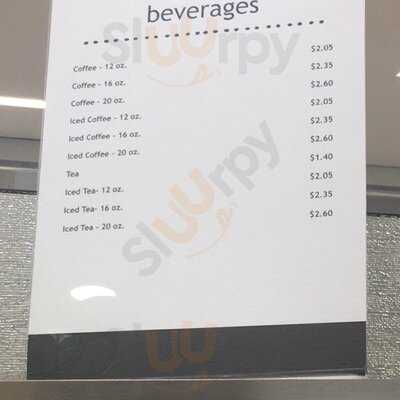 beverages
Coffee - 12 oz. $2.05
Coffee - 16 oz. $2.35
Coffee - 20 oz. $2.60
Iced Coffee - 12 oz. $2.05
Iced Coffee - 16 oz. $2.35
Iced Coffee - 20 oz. $2.60
Tea $1.40
Iced Tea- 12 oz. $2.05
Iced Tea- 16 oz. $2.35
Iced Tea - 20 oz. $2.60
Slurpy
Sluurpy